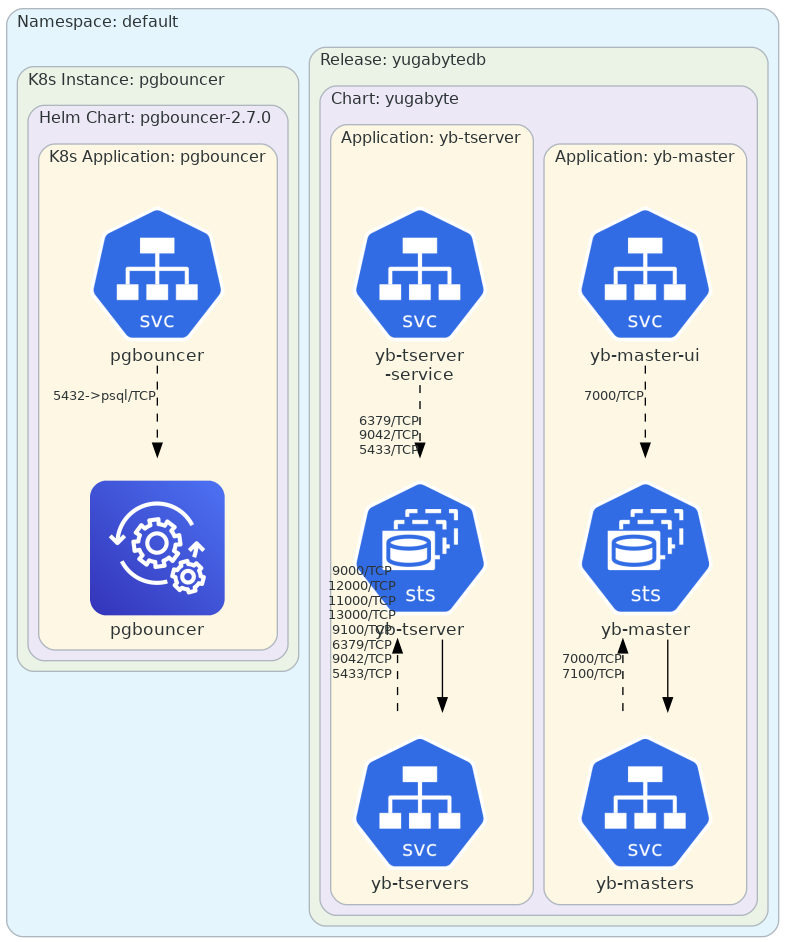 Namespace: default
K8s Instance: pgbouncer
Helm Chart: pgbouncer-2.7.0
K8s Application: pgbouncer
svc
pgbouncer
5432->psql/TCP
pgbouncer
Release: yugabytedb
Chart: yugabyte
Application: yb-tserver
svc
yb-tserver
-service
6379/TCP
9042/TCP
5433/TCP
sts
yb-tserver
9000/TCP
12000/TCP
11000/TCP
13000/TCP
9100/TCP
6379/TCP
9042/TCP
5433/TCP
svc
yb-tservers
Application: yb-master
svc
yb-master-ui
7000/TCP
sts
yb-master
7000/TCP
7100/TCP
svc
yb-masters